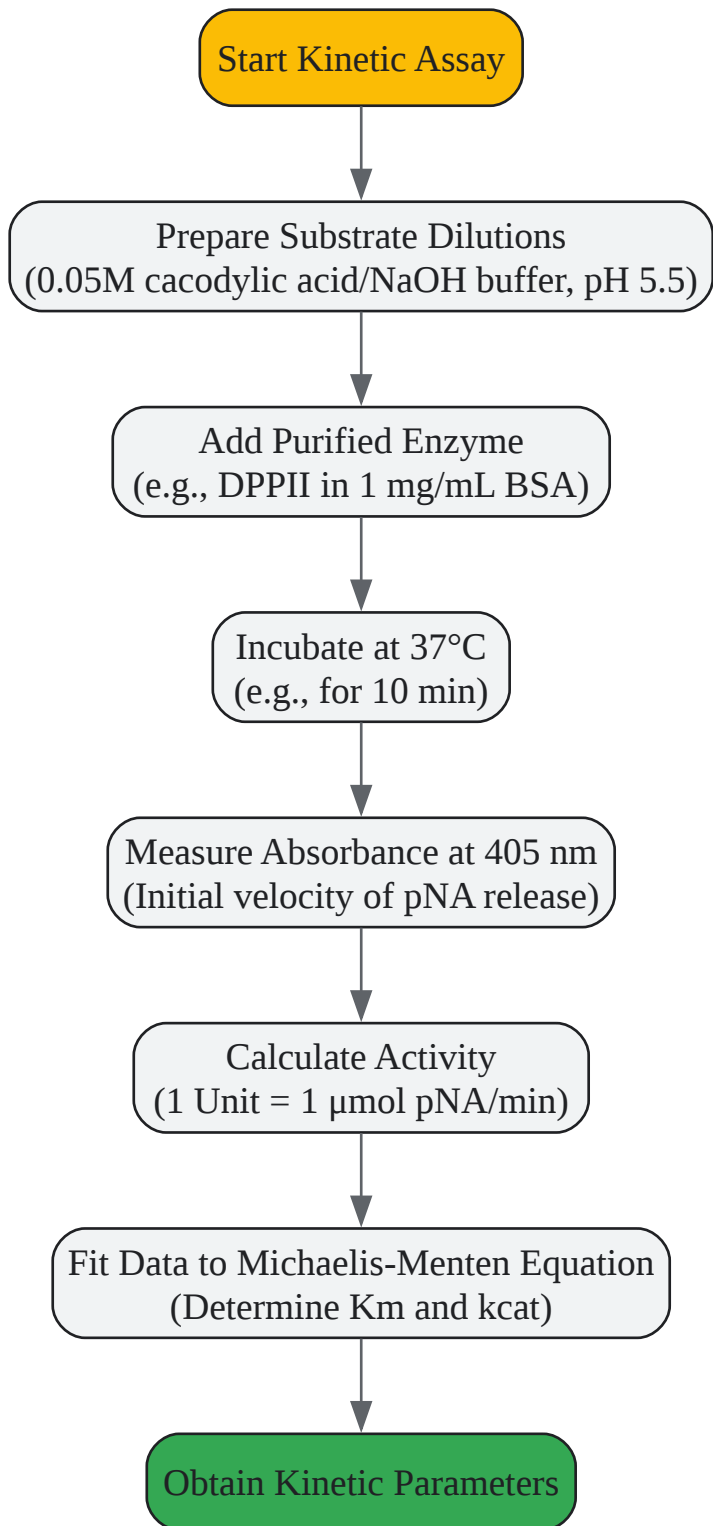 Start Kinetic Assay
Prepare Substrate Dilutions
(0.05M cacodylic acid/NaOH buffer, pH 5.5)
Add Purified Enzyme
(e.g., DPPII in 1 mg/mL BSA)
Incubate at 37°C
(e.g., for 10 min)
Measure Absorbance at 405 nm
(Initial velocity of pNA release)
Calculate Activity
(1 Unit = 1 μmol pNA/min)
Fit Data to Michaelis-Menten Equation
(Determine Km and kcat)
Obtain Kinetic Parameters